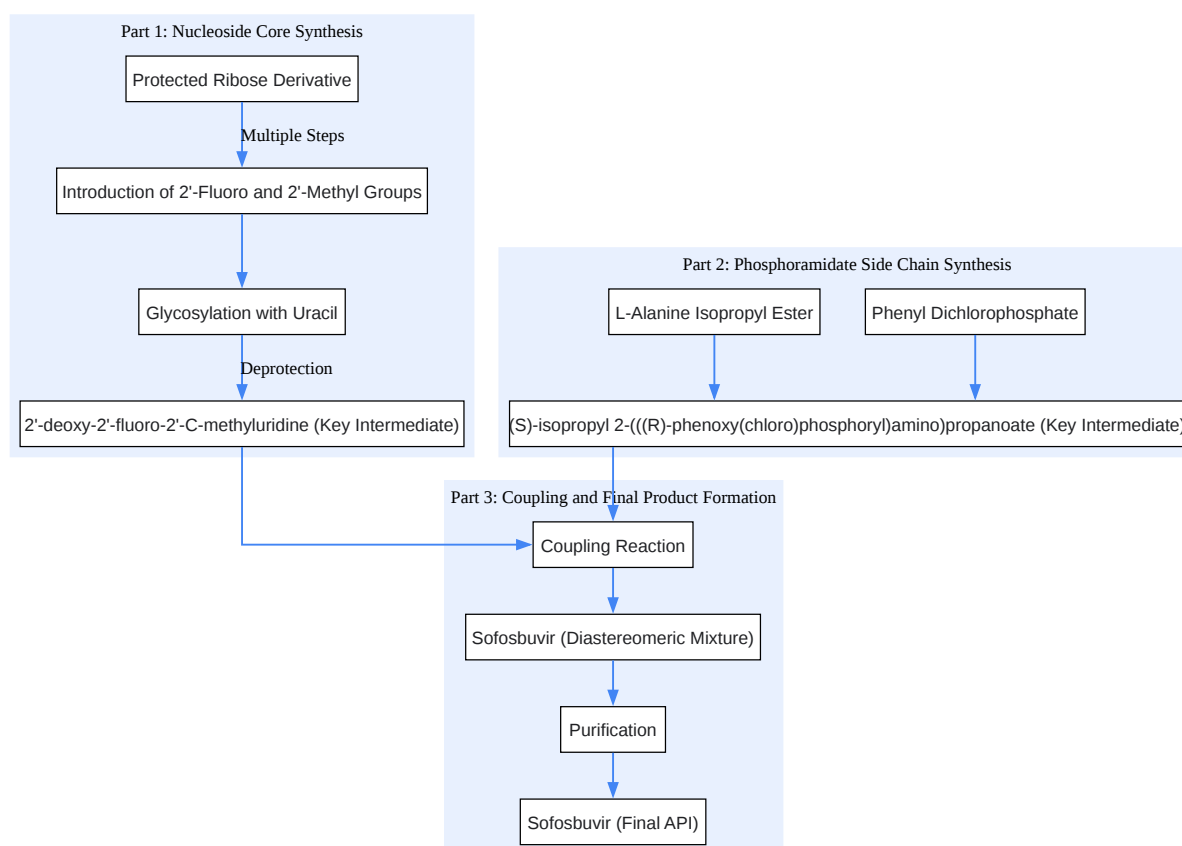 Part 1: Nucleoside Core Synthesis
Protected Ribose Derivative
Multiple Steps
Introduction of 2'-Fluoro and 2'-Methyl Groups
Glycosylation with Uracil
Deprotection
2'-deoxy-2'-fluoro-2'-C-methyluridine (Key Intermediate)
Part 2: Phosphoramidate Side Chain Synthesis
L-Alanine Isopropyl Ester
Phenyl Dichlorophosphate
(S)-isopropyl 2-(((R)-phenoxy(chloro)phosphoryl)amino)propanoate (Key Intermediate)
Part 3: Coupling and Final Product Formation
Coupling Reaction
Sofosbuvir (Diastereomeric Mixture)
Purification
Sofosbuvir (Final API)